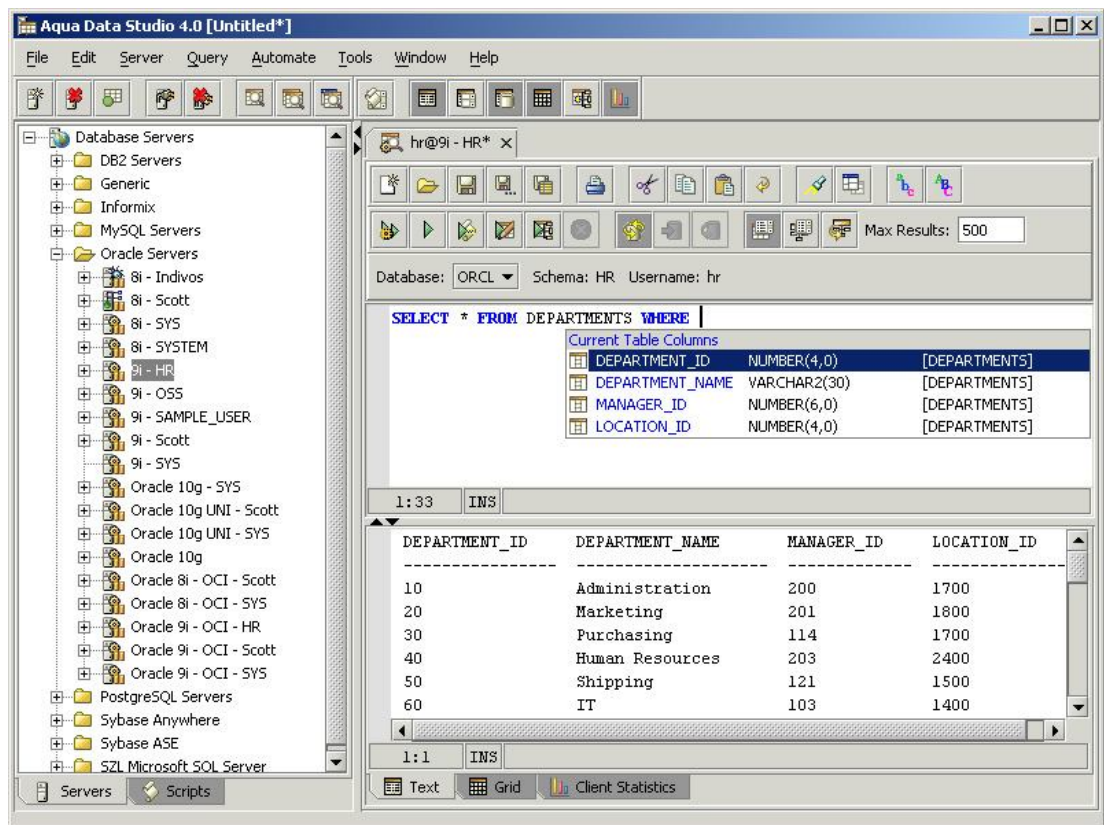 Aqua Data Studio 4.0 [Untitled*]
File Edit Server Query Automate Tools Window Help
Database Servers
DB2 Servers
Generic
Informix
MySQL Servers
Oracle Servers
8i - Indivos
8i - Scott
8i - SYS
8i - SYSTEM
9i - HR
9i - OSS
9i - SAMPLE_USER
9i - Scott
9i - SYS
Oracle 10g - SYS
Oracle 10g UNI - Scott
Oracle 10g UNI - SYS
Oracle 10g
Oracle 8i - OCI - Scott
Oracle 8i - OCI - SYS
Oracle 9i - OCI - HR
Oracle 9i - OCI - Scott
Oracle 9i - OCI - SYS
PostgreSQL Servers
Sybase Anywhere
Sybase ASE
SZL Microsoft SQL Server
Servers Scripts
hr@9i - HR*
Max Results: 500
Database: ORCL Schema: HR Username: hr
SELECT * FROM DEPARTMENTS WHERE
Current Table Columns
DEPARTMENT_ID NUMBER(4,0) [DEPARTMENTS]
DEPARTMENT_NAME VARCHAR2(30) [DEPARTMENTS]
MANAGER_ID NUMBER(6,0) [DEPARTMENTS]
LOCATION_ID NUMBER(4,0) [DEPARTMENTS]
1:33 INS
DEPARTMENT_ID DEPARTMENT_NAME MANAGER_ID LOCATION_ID
10 Administration 200 1700
20 Marketing 201 1800
30 Purchasing 114 1700
40 Human Resources 203 2400
50 Shipping 121 1500
60 IT 103 1400
1:1 INS
Text Grid Client Statistics